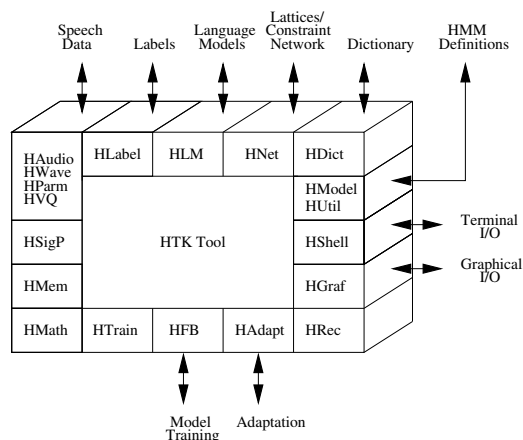 Speech
Data
Labels
Language
Models
Lattices/
Constraint
Network
Dictionary
HMM
Definitions
HAudio
HWave
HParm
HVQ
HLabel
HLM
HNet
HDict
HModel
HUtil
HSigP
HTK Tool
HShell
Terminal
I/O
HMem
HGraf
Graphical
I/O
HMath
HTrain
HFB
HAdapt
HRec
Model
Training
Adaptation